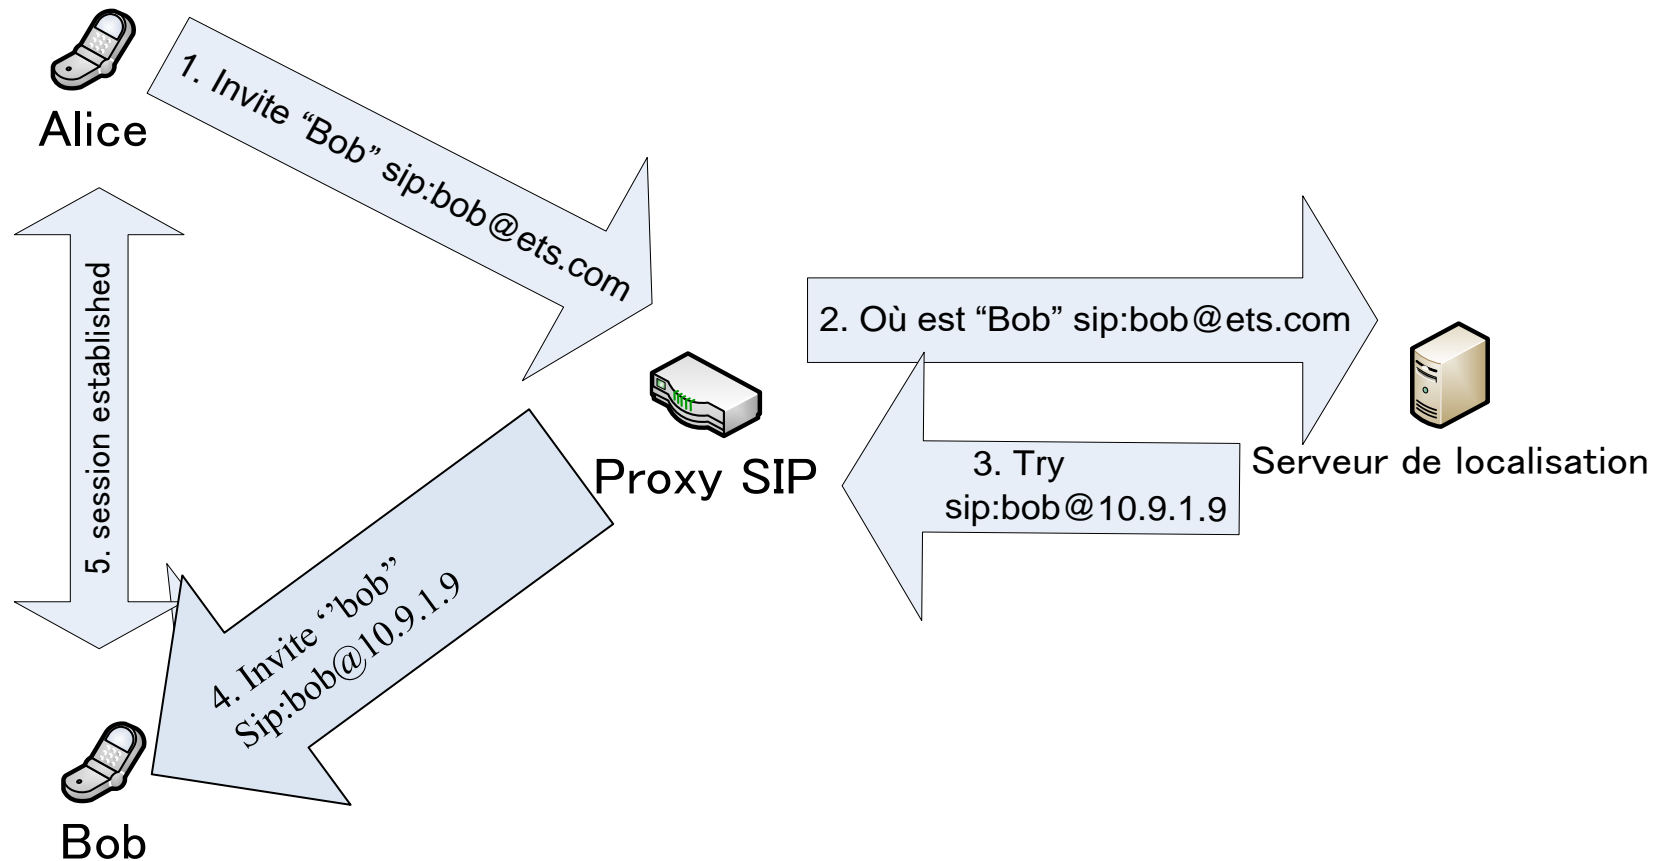 Alice
1. Invite “Bob” sip:bob@ets.com
2. Où est “Bob” sip:bob@ets.com
3. Try
sip:bob@10.9.1.9
Serveur de localisation
Proxy SIP
5. session established
4. Invite ‘’bob’’
Sip:bob@10.9.1.9
Bob